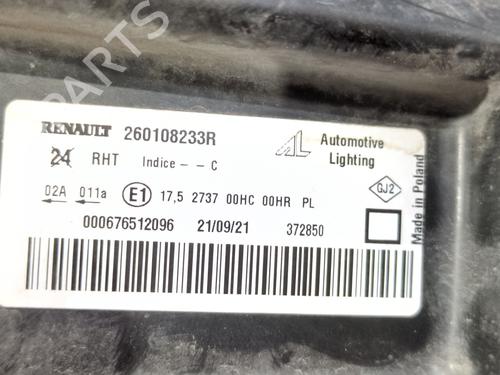 PARTS
RENAULT 260108233R
AL Automotive Lighting
24 RHT Indice - - C
02A 011a E1 17,5 2737 00HC 00HR PL
GJ2
000676512096 21/09/21 372850
Made in Poland